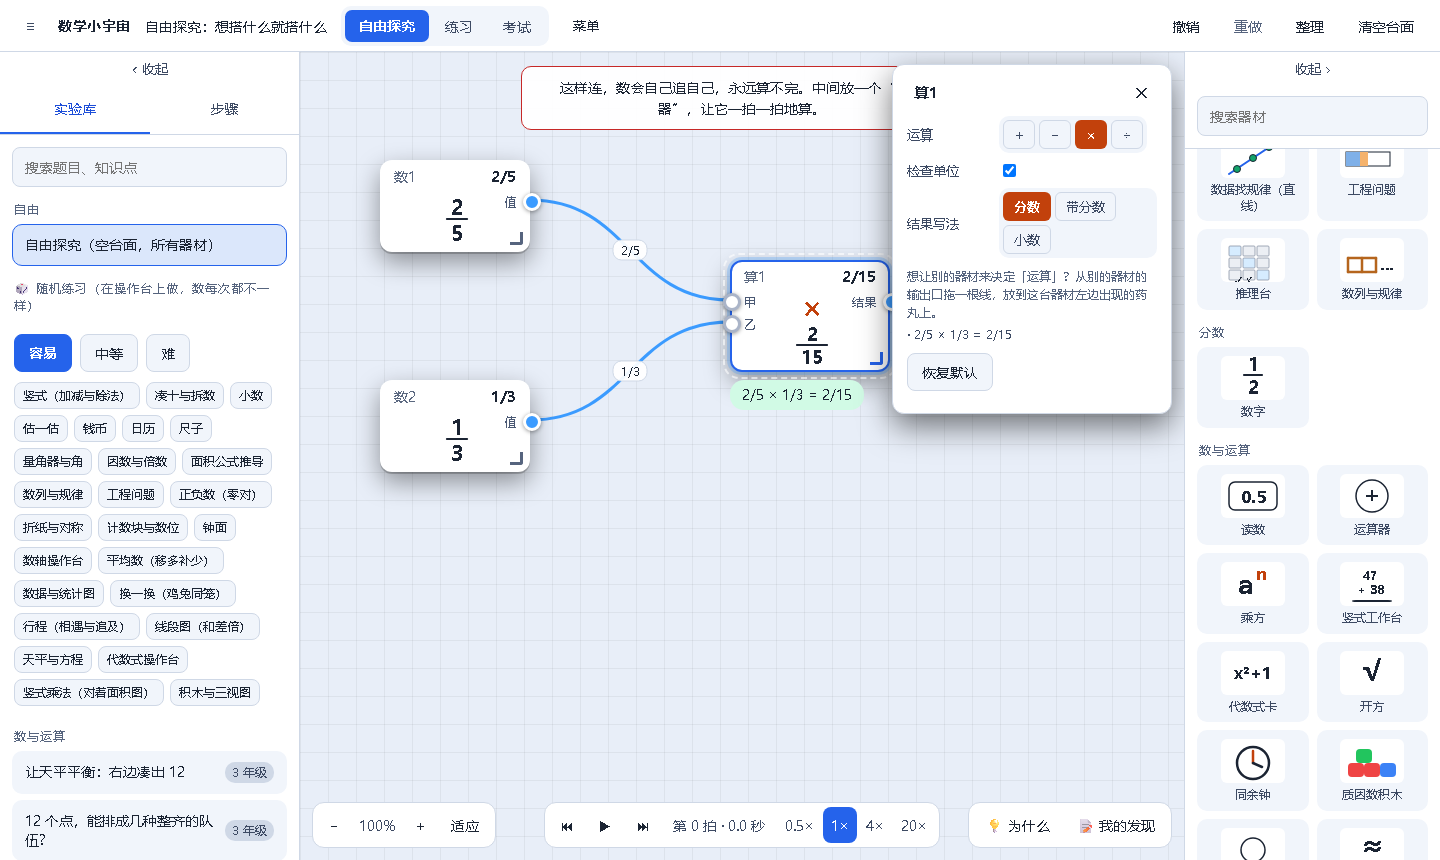 ≡ 数学小宇宙 自由探究：想搭什么就搭什么 自由探究 练习 考试 菜单 撤销 重做 整理 清空台面
‹ 收起
实验库 步骤
搜索题目、知识点
自由
自由探究（空台面，所有器材）
🎲 随机练习（在操作台上做，数每次都不一样）
容易 中等 难
竖式（加减与除法） 凑十与拆数 小数
估一估 钱币 日历 尺子
量角器与角 因数与倍数 面积公式推导
数列与规律 工程问题 正负数（零对）
折纸与对称 计数块与数位 钟面
数轴操作台 平均数（移多补少）
数据与统计图 换一换（鸡兔同笼）
行程（相遇与追及） 线段图（和差倍）
天平与方程 代数式操作台
竖式乘法（对着面积图） 积木与三视图
数与运算
让天平平衡：右边凑出 12 3 年级
12 个点，能排成几种整齐的队伍？ 3 年级
这样连，数会自己追自己，永远算不完。中间放一个
器”，让它一拍一拍地算。
数1 2/5
值
2
5
2/5
数2 1/3
值
1
3
1/3
算1 2/15
甲 结果
乙
×
2
15
2/5 × 1/3 = 2/15
算1 ✕
运算 + − × ÷
检查单位
结果写法 分数 带分数
小数
想让别的器材来决定「运算」？从别的器材的
输出口拖一根线，放到这台器材左边出现的药
丸上。
· 2/5 × 1/3 = 2/15
恢复默认
− 100% + 适应
⏮ ▶ ⏭ 第 0 拍 · 0.0 秒 0.5× 1× 4× 20×
💡 为什么 📝 我的发现
收起 ›
搜索器材
数据找规律（直线） 工程问题
推理台 数列与规律
分数
1
2
数字
数与运算
0.5 +
读数 运算器
aⁿ 47
+ 38
乘方 竖式工作台
x²+1 √
代数式卡 开方
同余钟 质因数积木
≈